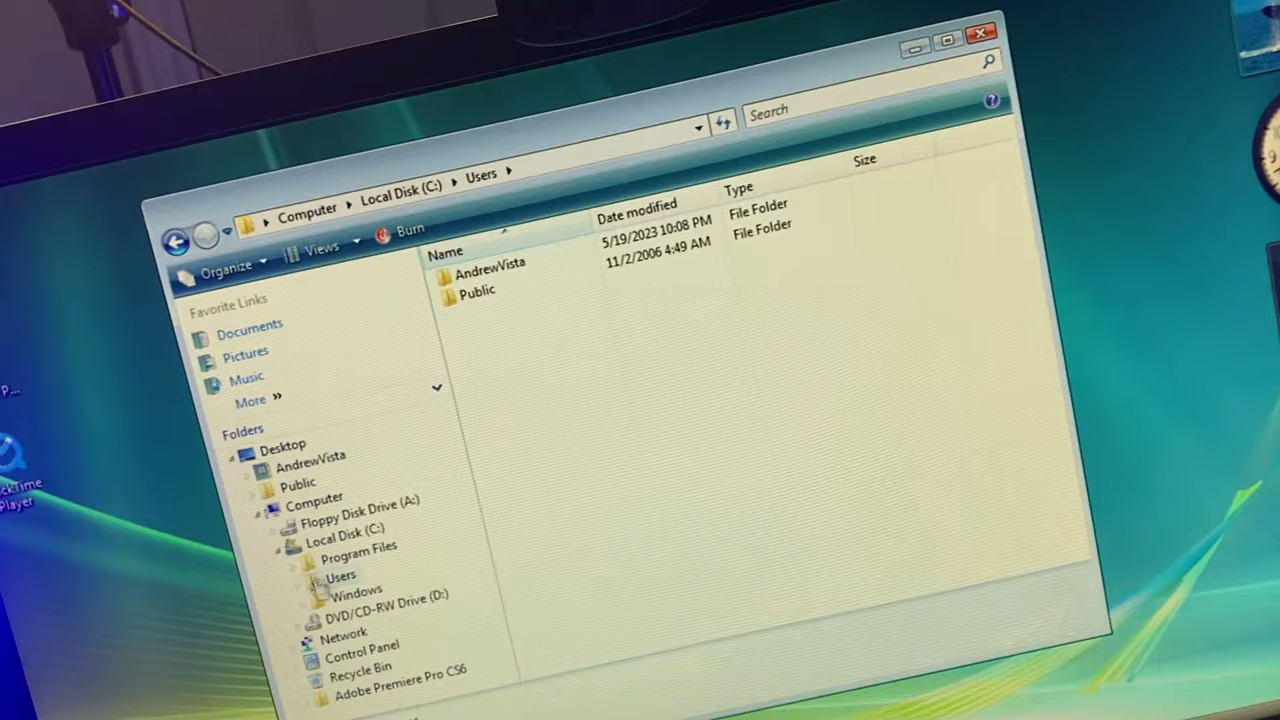 Search
Computer Local Disk (C:) Users
Organize Views Burn
Name Date modified Type Size
AndrewVista 5/19/2023 10:08 PM File Folder
Public 11/2/2006 4:49 AM File Folder
Favorite Links
Documents
Pictures
Music
More »
Folders
Desktop
AndrewVista
Public
Computer
Floppy Disk Drive (A:)
Local Disk (C:)
Program Files
Users
Windows
DVD/CD-RW Drive (D:)
Network
Control Panel
Recycle Bin
Adobe Premiere Pro CS6
P...
ckTime
Player